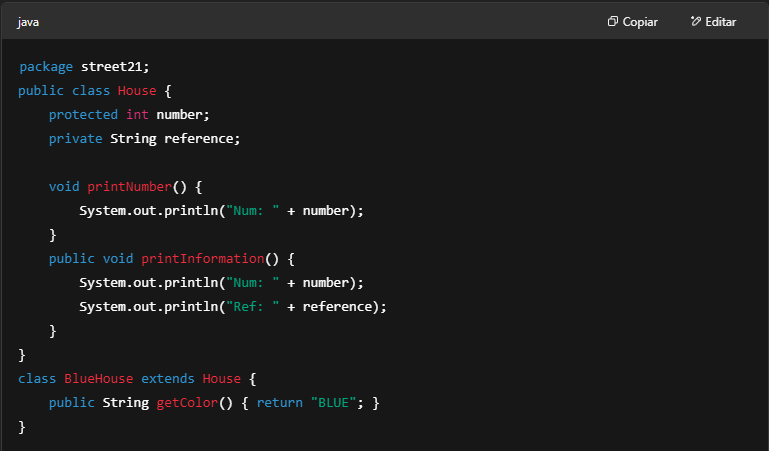 java
Copiar
Editar
package street21;
public class House {
    protected int number;
    private String reference;

    void printNumber() {
        System.out.println("Num: " + number);
    }
    public void printInformation() {
        System.out.println("Num: " + number);
        System.out.println("Ref: " + reference);
    }
}
class BlueHouse extends House {
    public String getColor() { return "BLUE"; }
}